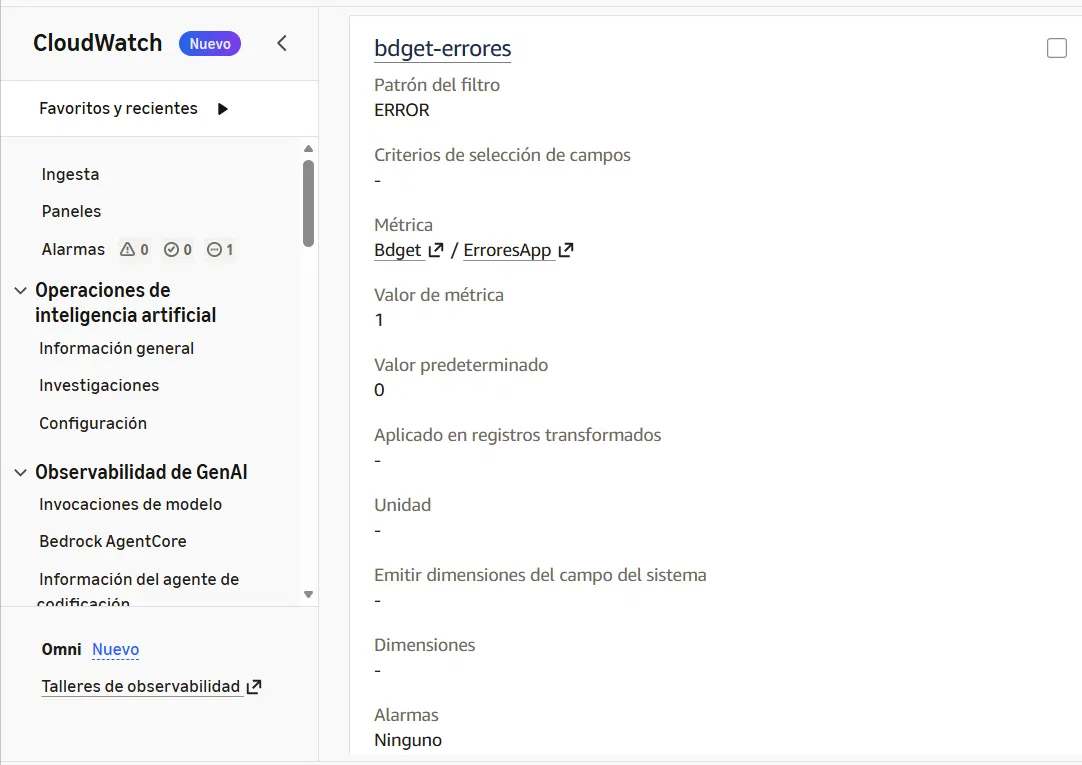 CloudWatch Nuevo
Favoritos y recientes
Ingesta
Paneles
Alarmas 0 0 1
Operaciones de
inteligencia artificial
Información general
Investigaciones
Configuración
Observabilidad de GenAI
Invocaciones de modelo
Bedrock AgentCore
Información del agente de
codificación
Omni Nuevo
Talleres de observabilidad
bdget-errores
Patrón del filtro
ERROR
Criterios de selección de campos
-
Métrica
Bdget / ErroresApp
Valor de métrica
1
Valor predeterminado
0
Aplicado en registros transformados
-
Unidad
-
Emitir dimensiones del campo del sistema
-
Dimensiones
-
Alarmas
Ninguno